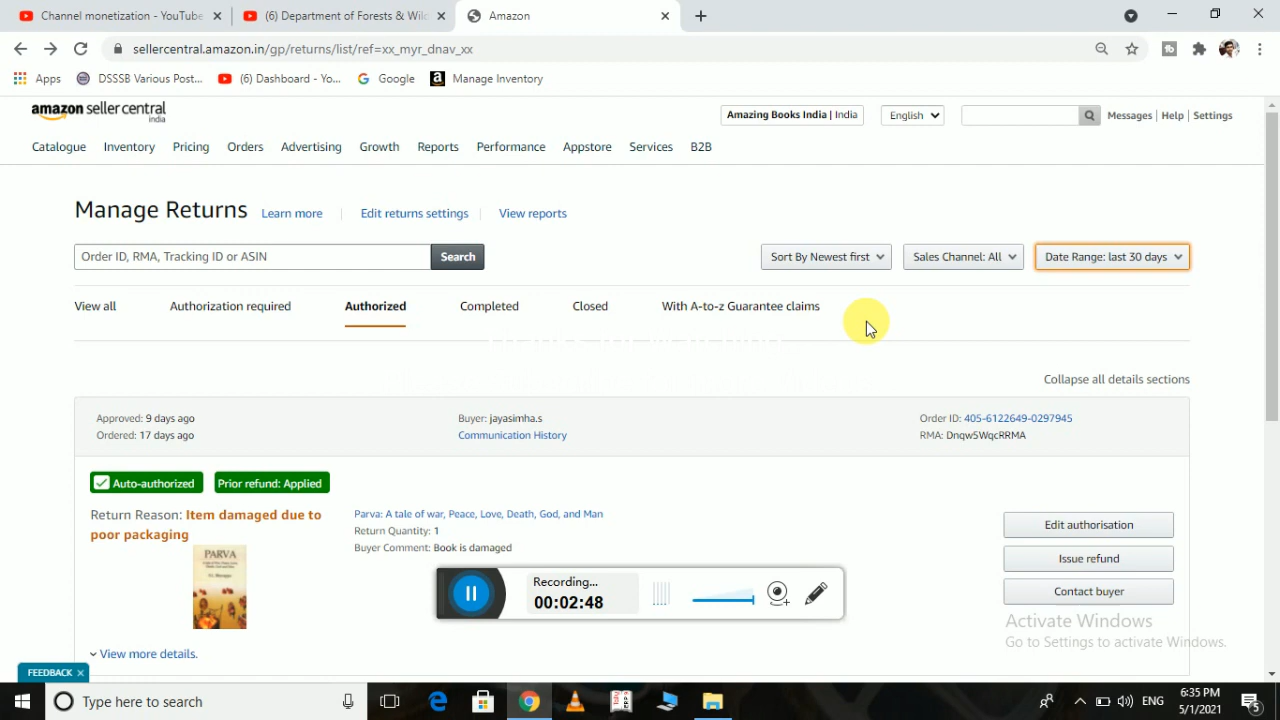 Channel monetization - YouTube
(6) Department of Forests & Wild
Amazon
sellercentral.amazon.in/gp/returns/list/ref=xx_myr_dnav_xx
Apps
DSSSB Various Post...
(6) Dashboard - Yo...
Google
Manage Inventory
amazon seller central
india
Amazing Books India | India
English
Messages | Help | Settings
Catalogue Inventory Pricing Orders Advertising Growth Reports Performance Appstore Services B2B
Manage Returns Learn more | Edit returns settings | View reports
Order ID, RMA, Tracking ID or ASIN
Search
Sort By Newest first
Sales Channel: All
Date Range: last 30 days
View all Authorization required Authorized Completed Closed With A-to-z Guarantee claims
Collapse all details sections
Approved: 9 days ago
Ordered: 17 days ago
Buyer: jayasimha.s
Communication History
Order ID: 405-6122649-0297945
RMA: Dnqw5WqcRRMA
Auto-authorized
Prior refund: Applied
Return Reason: Item damaged due to
poor packaging
PARVA
Parva: A tale of war, Peace, Love, Death, God, and Man
Return Quantity: 1
Buyer Comment: Book is damaged
Edit authorisation
Issue refund
Contact buyer
Recording...
00:02:48
Activate Windows
Go to Settings to activate Windows.
View more details.
FEEDBACK
Type here to search
ENG
6:35 PM
5/1/2021
5